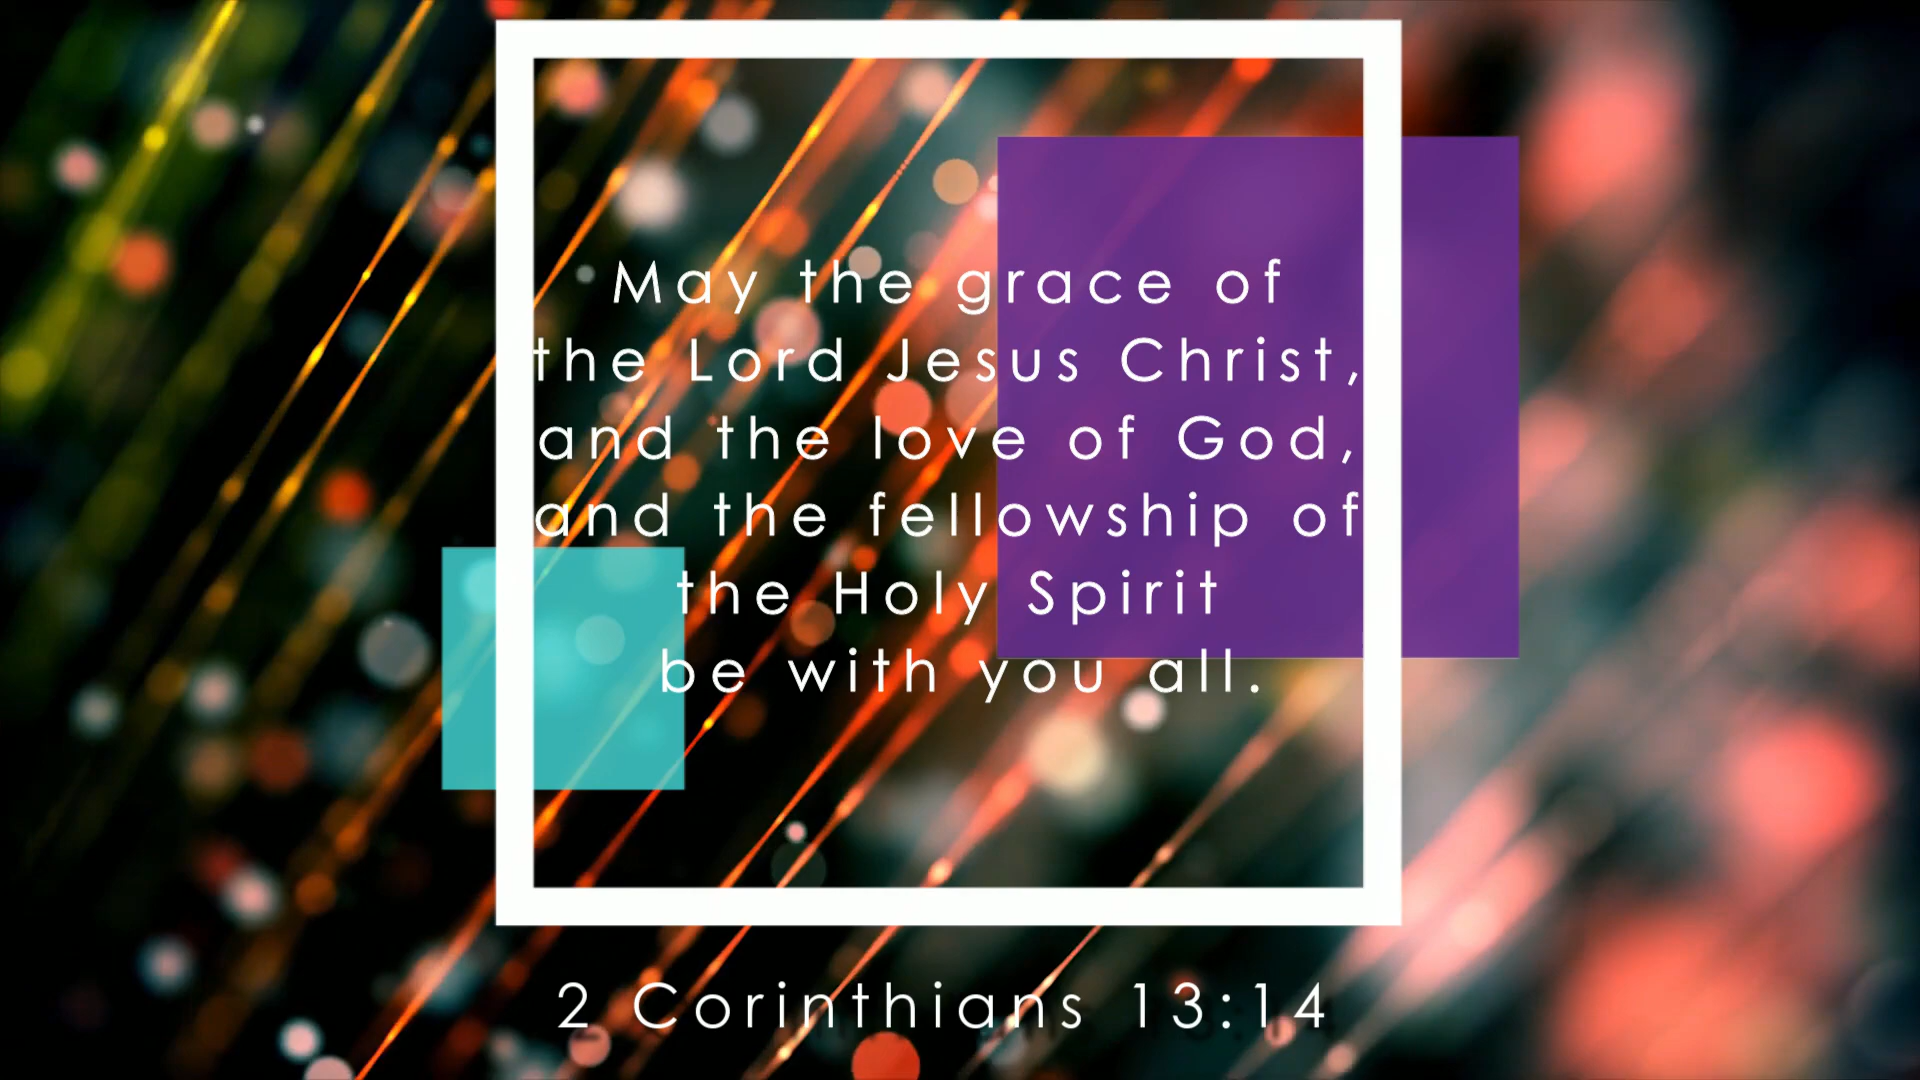 May the grace of
the Lord Jesus Christ,
and the love of God,
and the fellowship of
the Holy Spirit
be with you all.
2 Corinthians 13:14